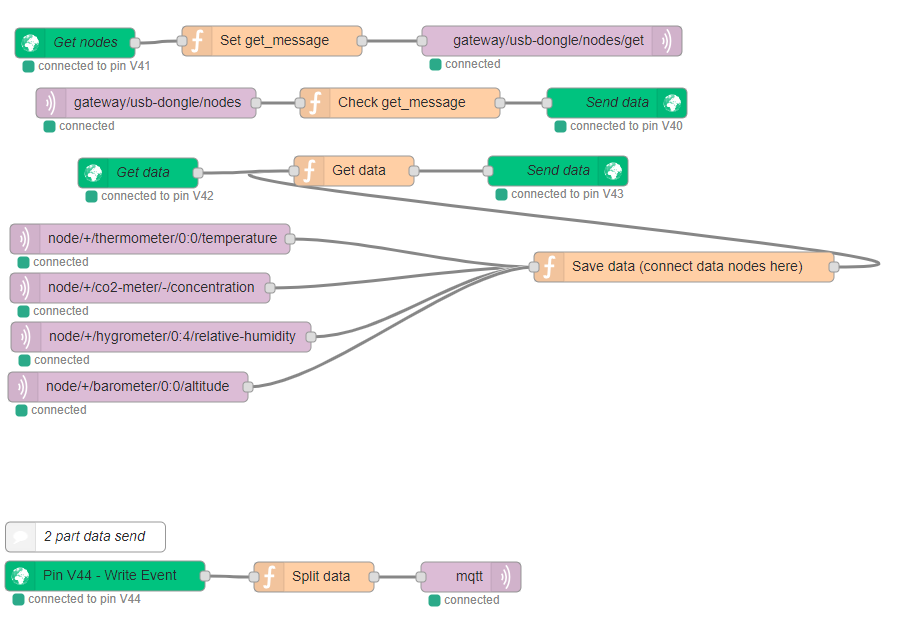 Get nodes
Set get_message
gateway/usb-dongle/nodes/get
connected to pin V41
connected
gateway/usb-dongle/nodes
Check get_message
Send data
connected
connected to pin V40
Get data
Get data
Send data
connected to pin V42
connected to pin V43
node/+/thermometer/0:0/temperature
connected
Save data (connect data nodes here)
node/+/co2-meter/-/concentration
connected
node/+/hygrometer/0:4/relative-humidity
connected
node/+/barometer/0:0/altitude
connected
2 part data send
Pin V44 - Write Event
Split data
mqtt
connected to pin V44
connected